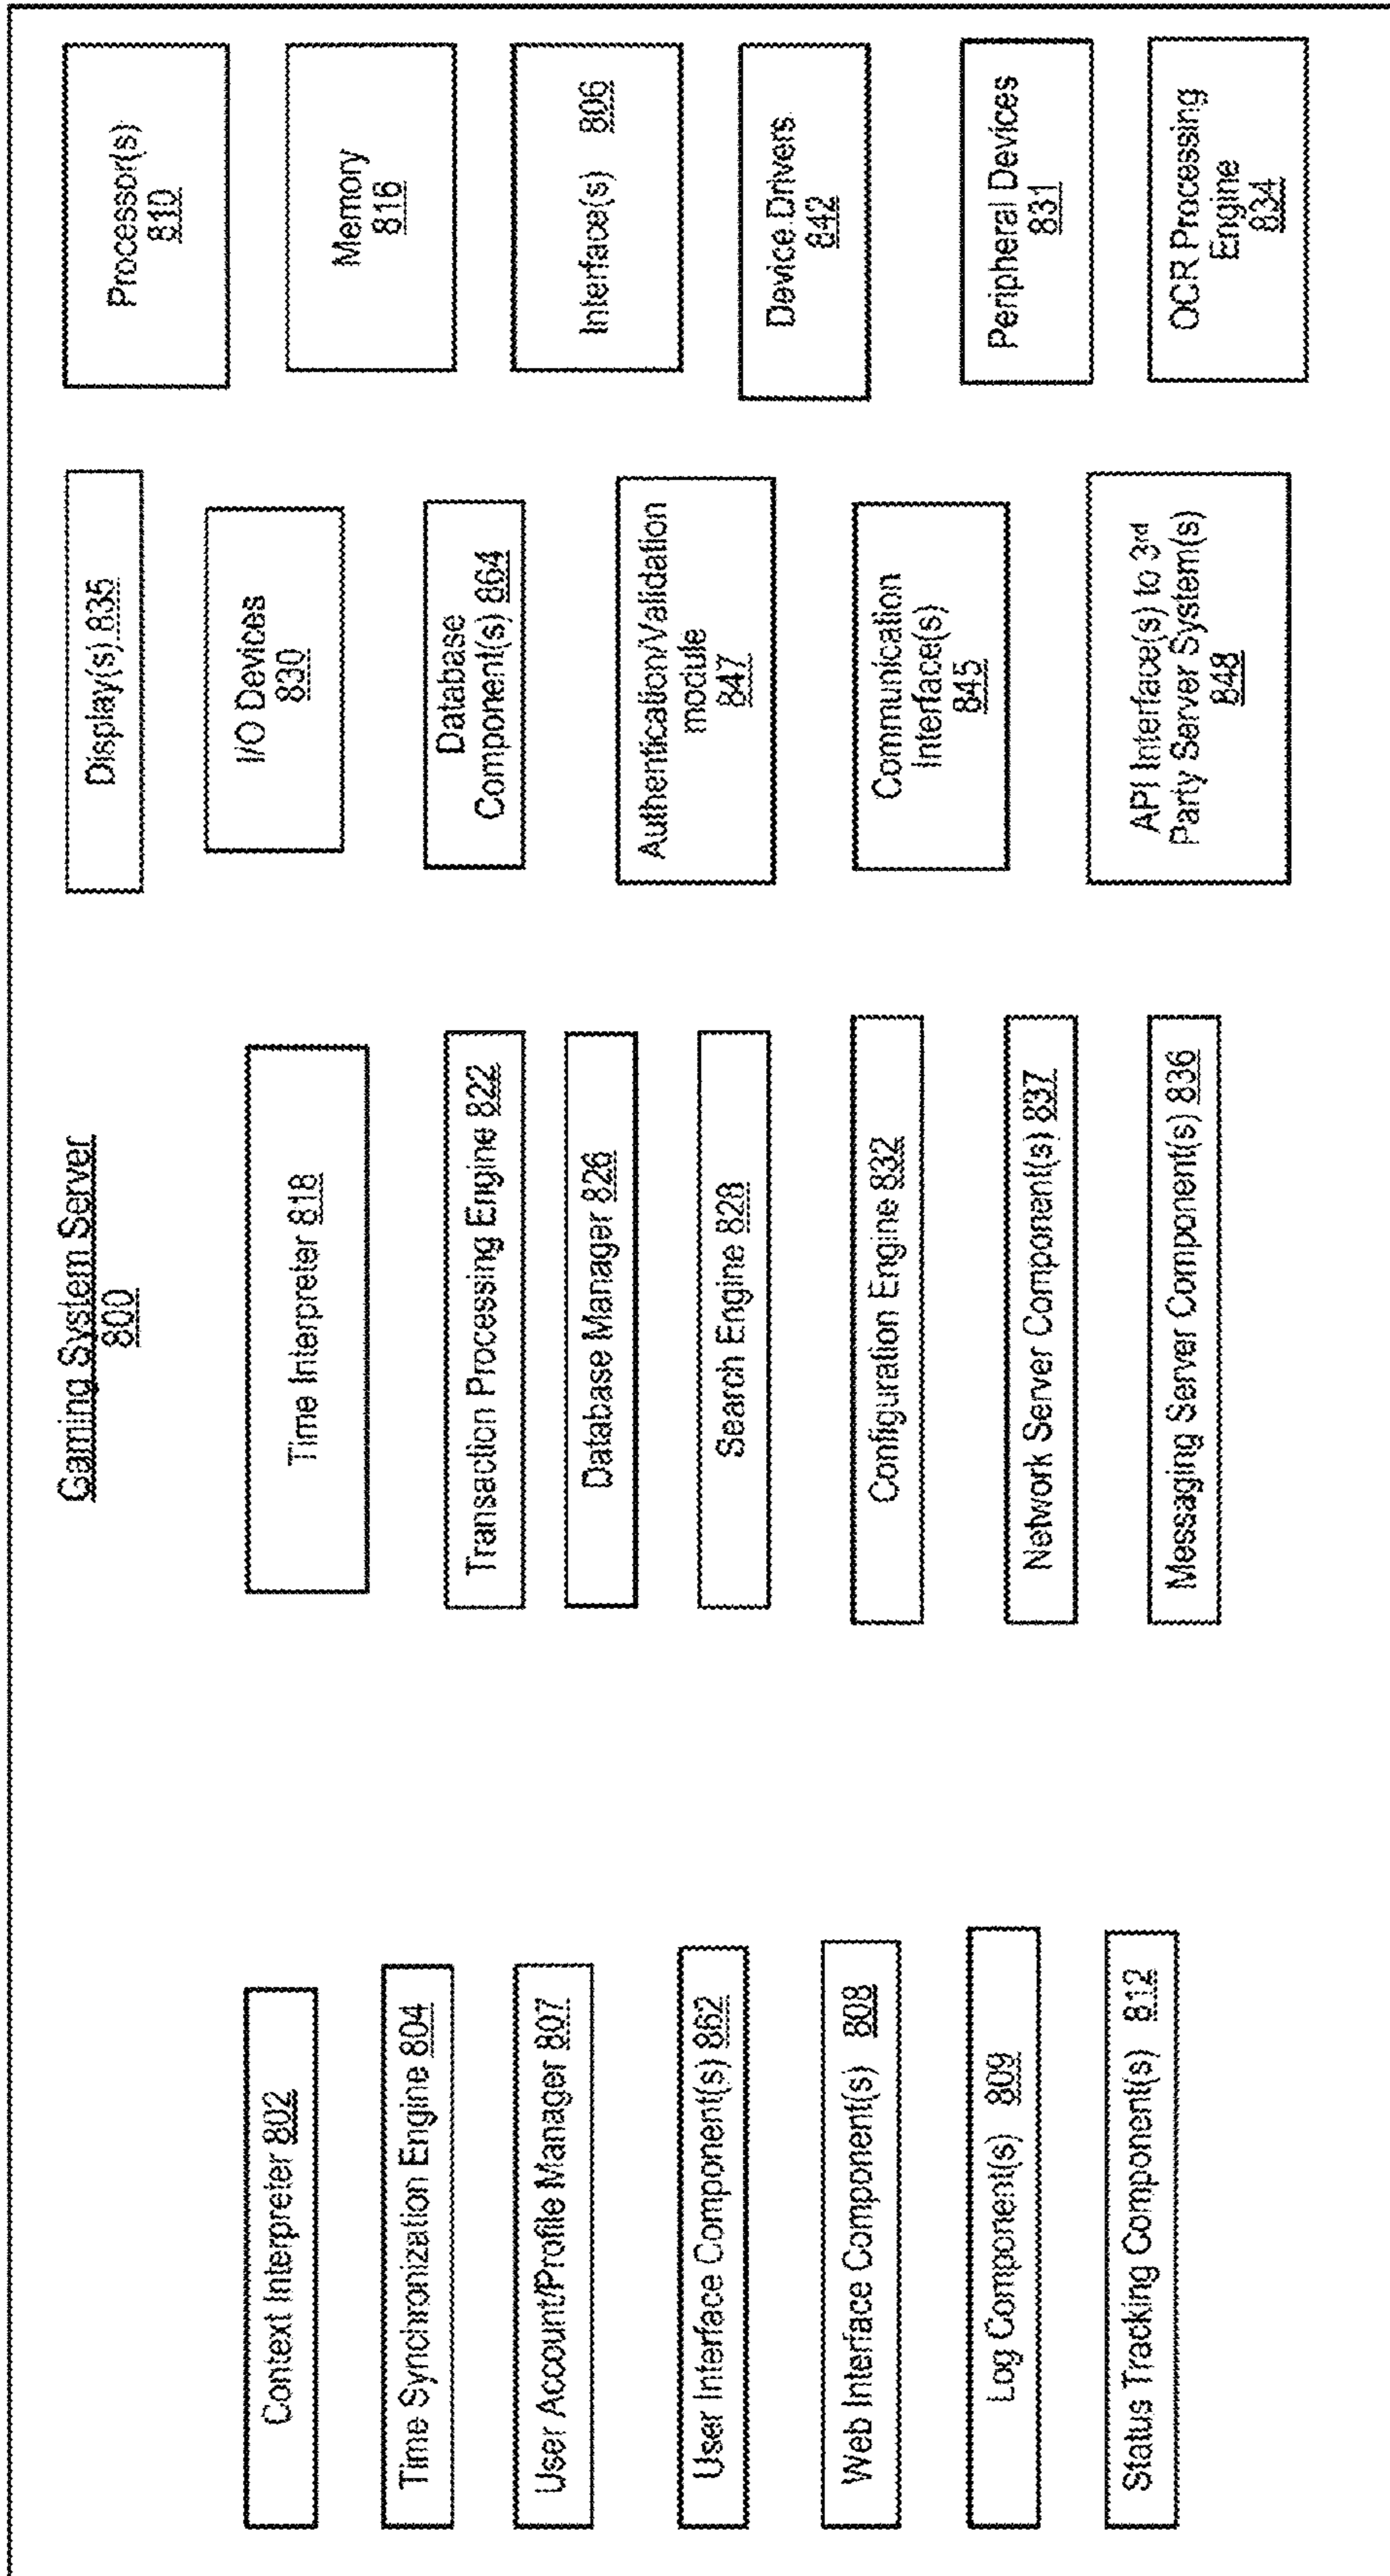 Gaming System Server
800
Context Interpreter 802
Time Synchronization Engine 804
User Account/Profile Manager 807
User Interface Component(s) 862
Web Interface Component(s) 808
Log Component(s) 809
Status Tracking Component(s) 812
Time Interpreter 818
Transaction Processing Engine 822
Database Manager 826
Search Engine 828
Configuration Engine 832
Network Server Component(s) 837
Messaging Server Component(s) 836
Display(s) 835
I/O Devices
830
Database
Component(s) 864
Authentication/Validation
module
847
Communication
Interface(s)
845
API Interface(s) to 3rd
Party Server System(s)
848
Processor(s)
810
Memory
816
Interface(s) 806
Device Drivers
842
Peripheral Devices
831
OCR Processing
Engine
834